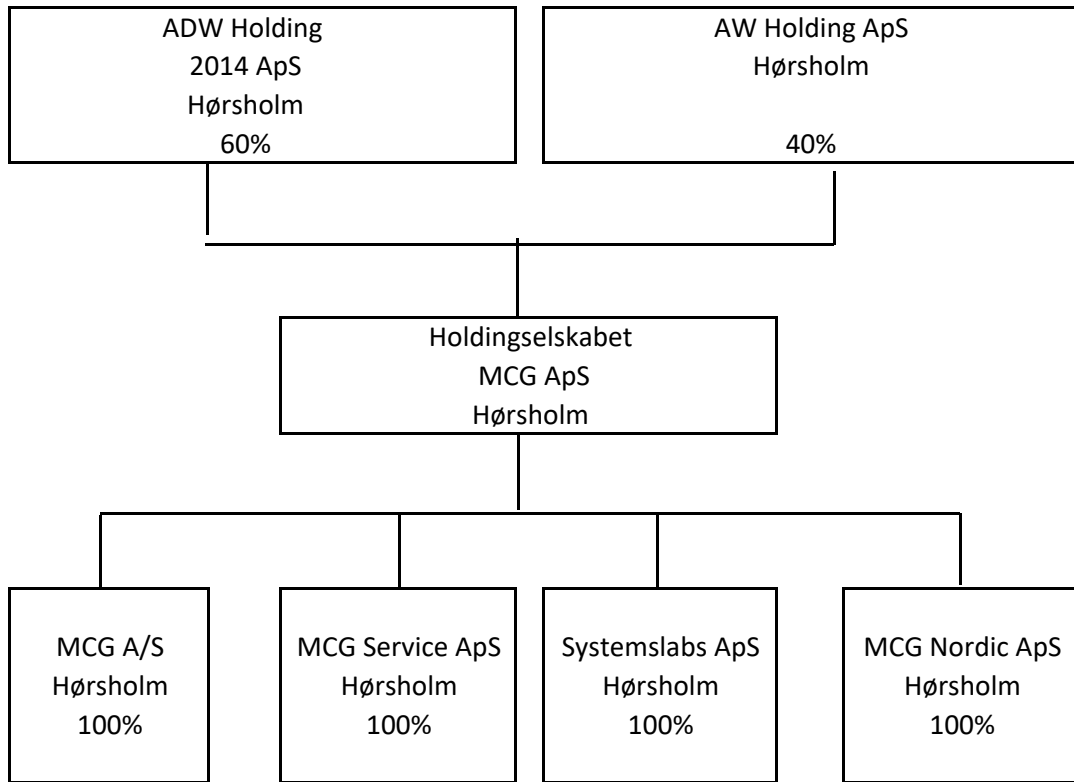 ADW Holding
2014 ApS
Hørsholm
60%
AW Holding ApS
Hørsholm
40%
Holdingselskabet
MCG ApS
Hørsholm
MCG A/S
Hørsholm
100%
MCG Service ApS
Hørsholm
100%
Systemslabs ApS
Hørsholm
100%
MCG Nordic ApS
Hørsholm
100%